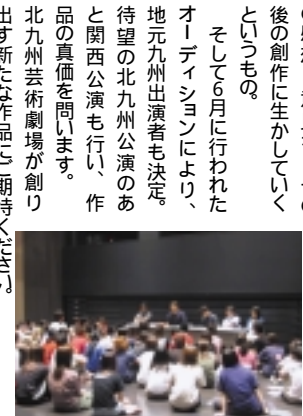 後の創作に生かしていく
というもの。
そして6月に行われた
オーディションにより、
地元九州出演者も決定。
待望の北九州公演のあ
と関西公演も行い、作
品の真価を問います。
北九州芸術劇場が創り
出す新たな作品にご期待ください。